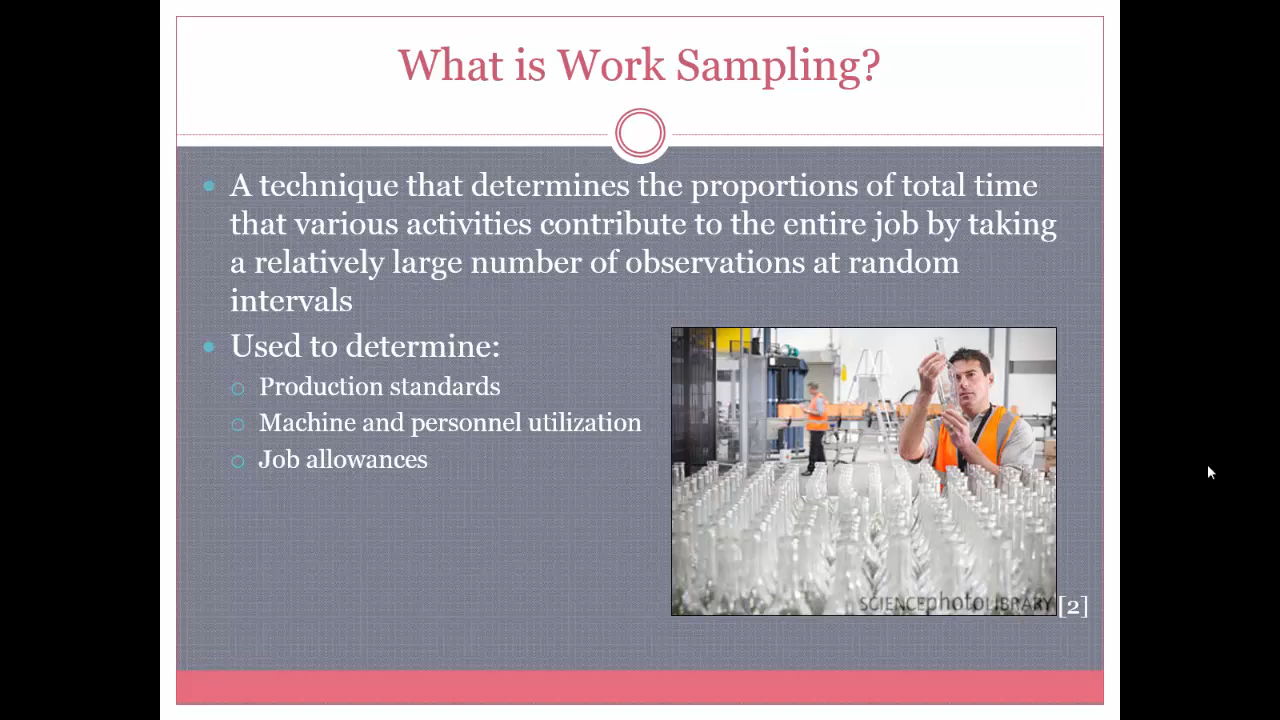 What is Work Sampling?
A technique that determines the proportions of total time
that various activities contribute to the entire job by taking
a relatively large number of observations at random
intervals
Used to determine:
Production standards
Machine and personnel utilization
Job allowances
SCIENCEphotoLIBRARY
[2]